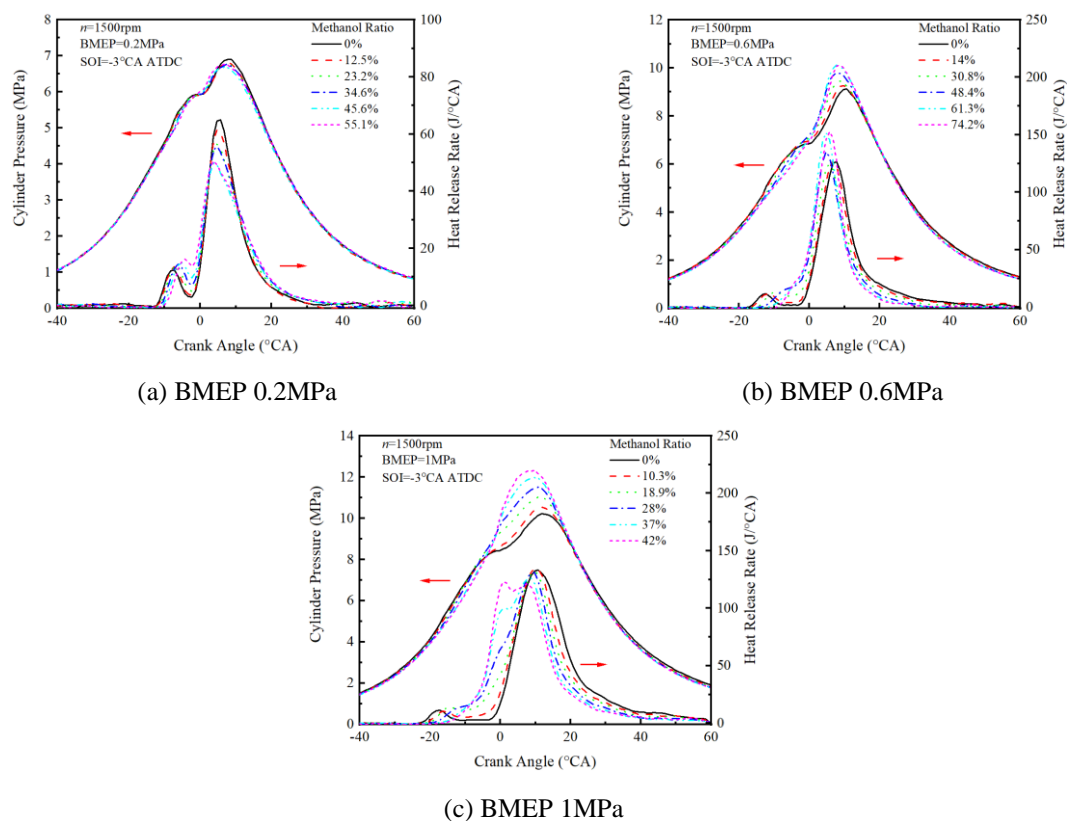 n=1500rpm
BMEP=0.2MPa
SOI=-3°CA ATDC
Methanol Ratio
0%
12.5%
23.2%
34.6%
45.6%
55.1%
Cylinder Pressure (MPa)
8
7
6
5
4
3
2
1
0
100
80
60
40
20
0
Heat Release Rate (J/°CA)
-40 -20 0 20 40 60
Crank Angle (°CA)
(a) BMEP 0.2MPa
n=1500rpm
BMEP=0.6MPa
SOI=-3°CA ATDC
Methanol Ratio
0%
14%
30.8%
48.4%
61.3%
74.2%
Cylinder Pressure (MPa)
12
10
8
6
4
2
0
250
200
150
100
50
0
Heat Release Rate (J/°CA)
-40 -20 0 20 40 60
Crank Angle (°CA)
(b) BMEP 0.6MPa
n=1500rpm
BMEP=1MPa
SOI=-3°CA ATDC
Methanol Ratio
0%
10.3%
18.9%
28%
37%
42%
Cylinder Pressure (MPa)
14
12
10
8
6
4
2
0
250
200
150
100
50
0
Heat Release Rate (J/°CA)
-40 -20 0 20 40 60
Crank Angle (°CA)
(c) BMEP 1MPa